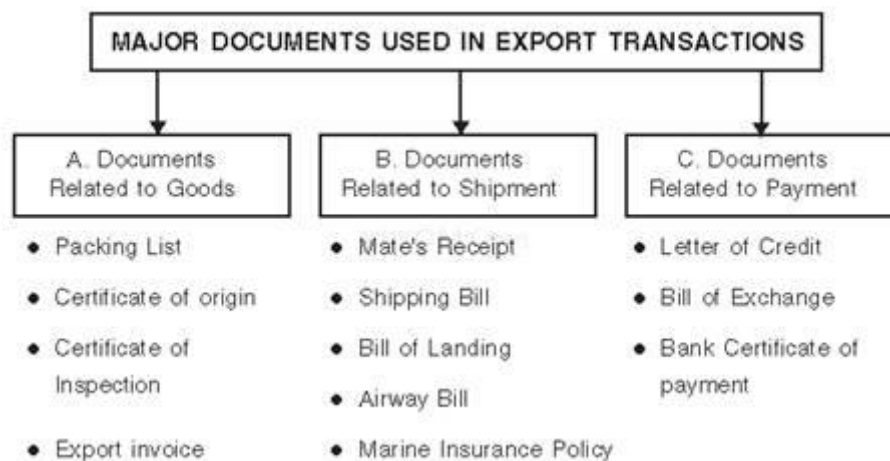 MAJOR DOCUMENTS USED IN EXPORT TRANSACTIONS
A. Documents
Related to Goods
• Packing List
• Certificate of origin
• Certificate of
Inspection
• Export invoice
B. Documents
Related to Shipment
• Mate's Receipt
• Shipping Bill
• Bill of Landing
• Airway Bill
• Marine Insurance Policy
C. Documents
Related to Payment
• Letter of Credit
• Bill of Exchange
• Bank Certificate of
payment